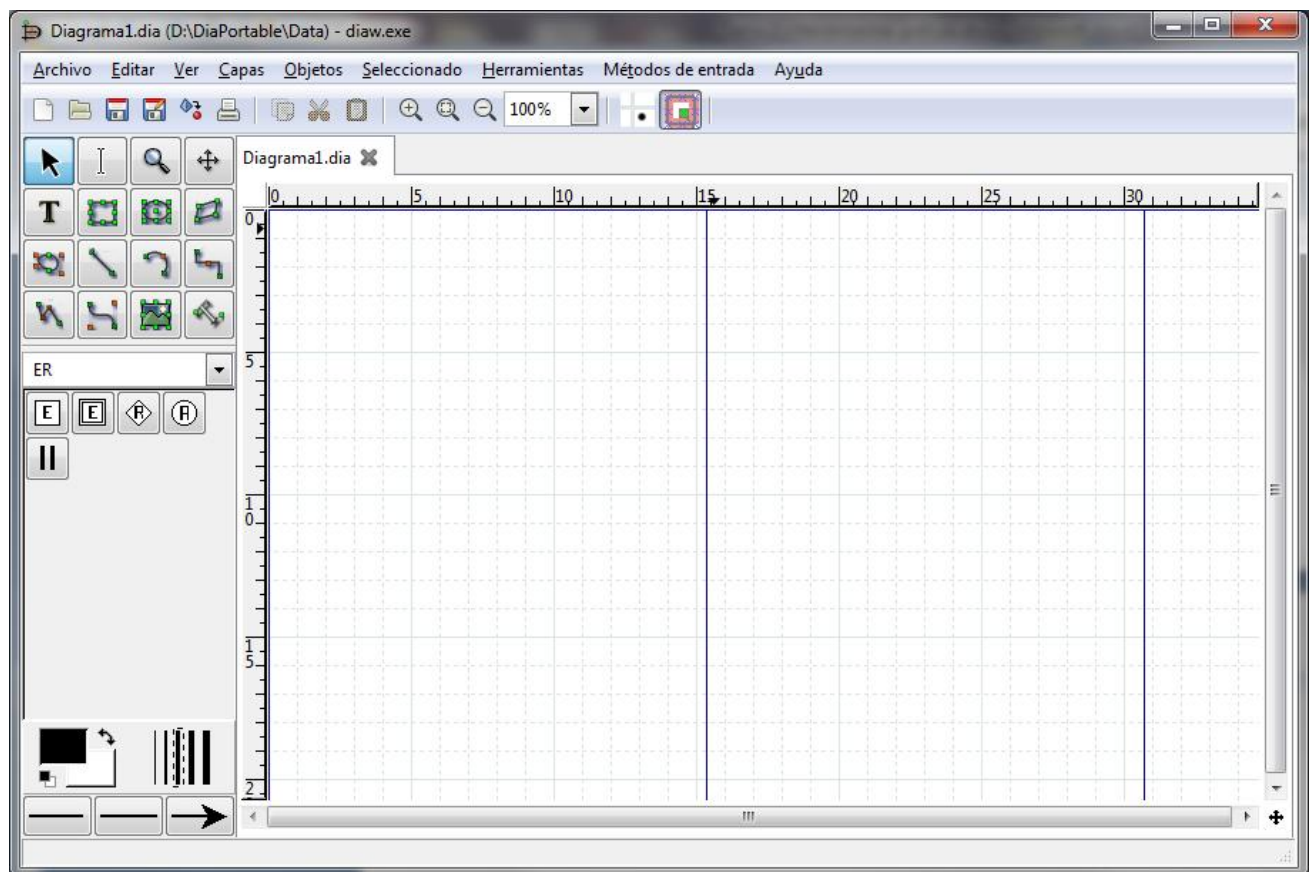 Diagrama1.dia (D:\DiaPortable\Data) - diaw.exe
Archivo Editar Ver Capas Objetos Seleccionado Herramientas Métodos de entrada Ayuda
100%
Diagrama1.dia
0 5 10 15 20 25 30
T
0
5
ER
E E R A
10
15
2